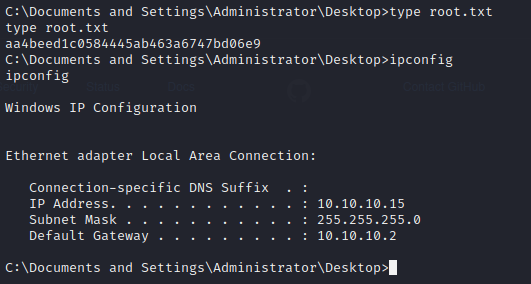 C:\Documents and Settings\Administrator\Desktop>type root.txt
type root.txt
aa4beed1c0584445ab463a6747bd06e9
C:\Documents and Settings\Administrator\Desktop>ipconfig
ipconfig
Windows IP Configuration
Ethernet adapter Local Area Connection:
Connection-specific DNS Suffix  . :
IP Address. . . . . . . . . . . . : 10.10.10.15
Subnet Mask . . . . . . . . . . . : 255.255.255.0
Default Gateway . . . . . . . . . : 10.10.10.2
C:\Documents and Settings\Administrator\Desktop>